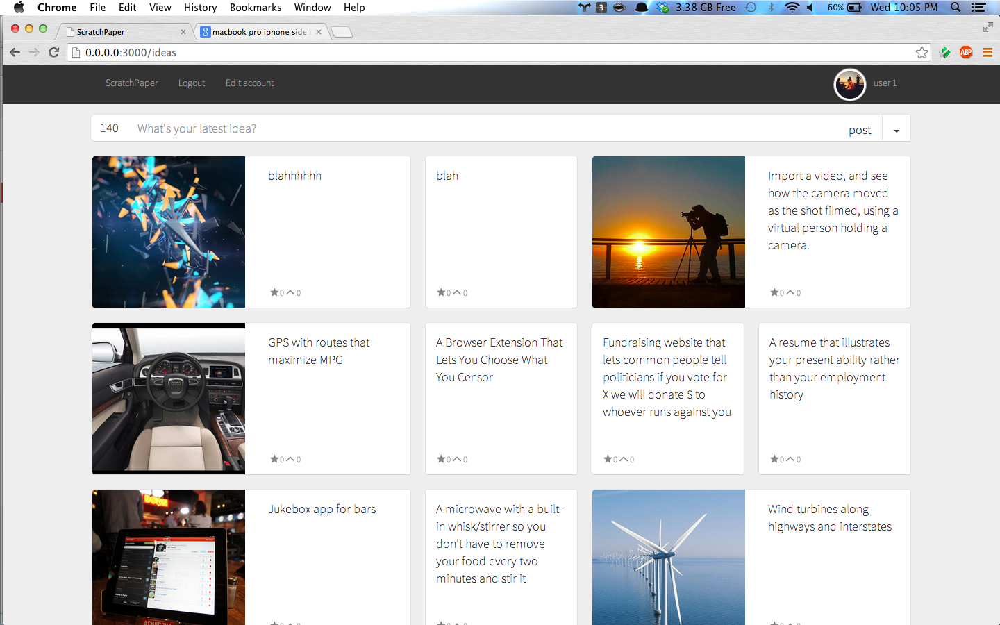 Chrome File Edit View History Bookmarks Window Help 3 3.38 GB Free 60% Wed 10:05 PM
ScratchPaper macbook pro iphone side
0.0.0.0:3000/ideas ABP
ScratchPaper Logout Edit account user 1
140 What's your latest idea? post
blahhhhhh
0 0
blah
0 0
Import a video, and see
how the camera moved
as the shot filmed, using a
virtual person holding a
camera.
0 0
GPS with routes that
maximize MPG
0 0
A Browser Extension That
Lets You Choose What
You Censor
0 0
Fundraising website that
lets common people tell
politicians if you vote for
X we will donate $ to
whoever runs against you
0 0
A resume that illustrates
your present ability rather
than your employment
history
0 0
Jukebox app for bars
A microwave with a built-
in whisk/stirrer so you
don't have to remove
your food every two
minutes and stir it
Wind turbines along
highways and interstates